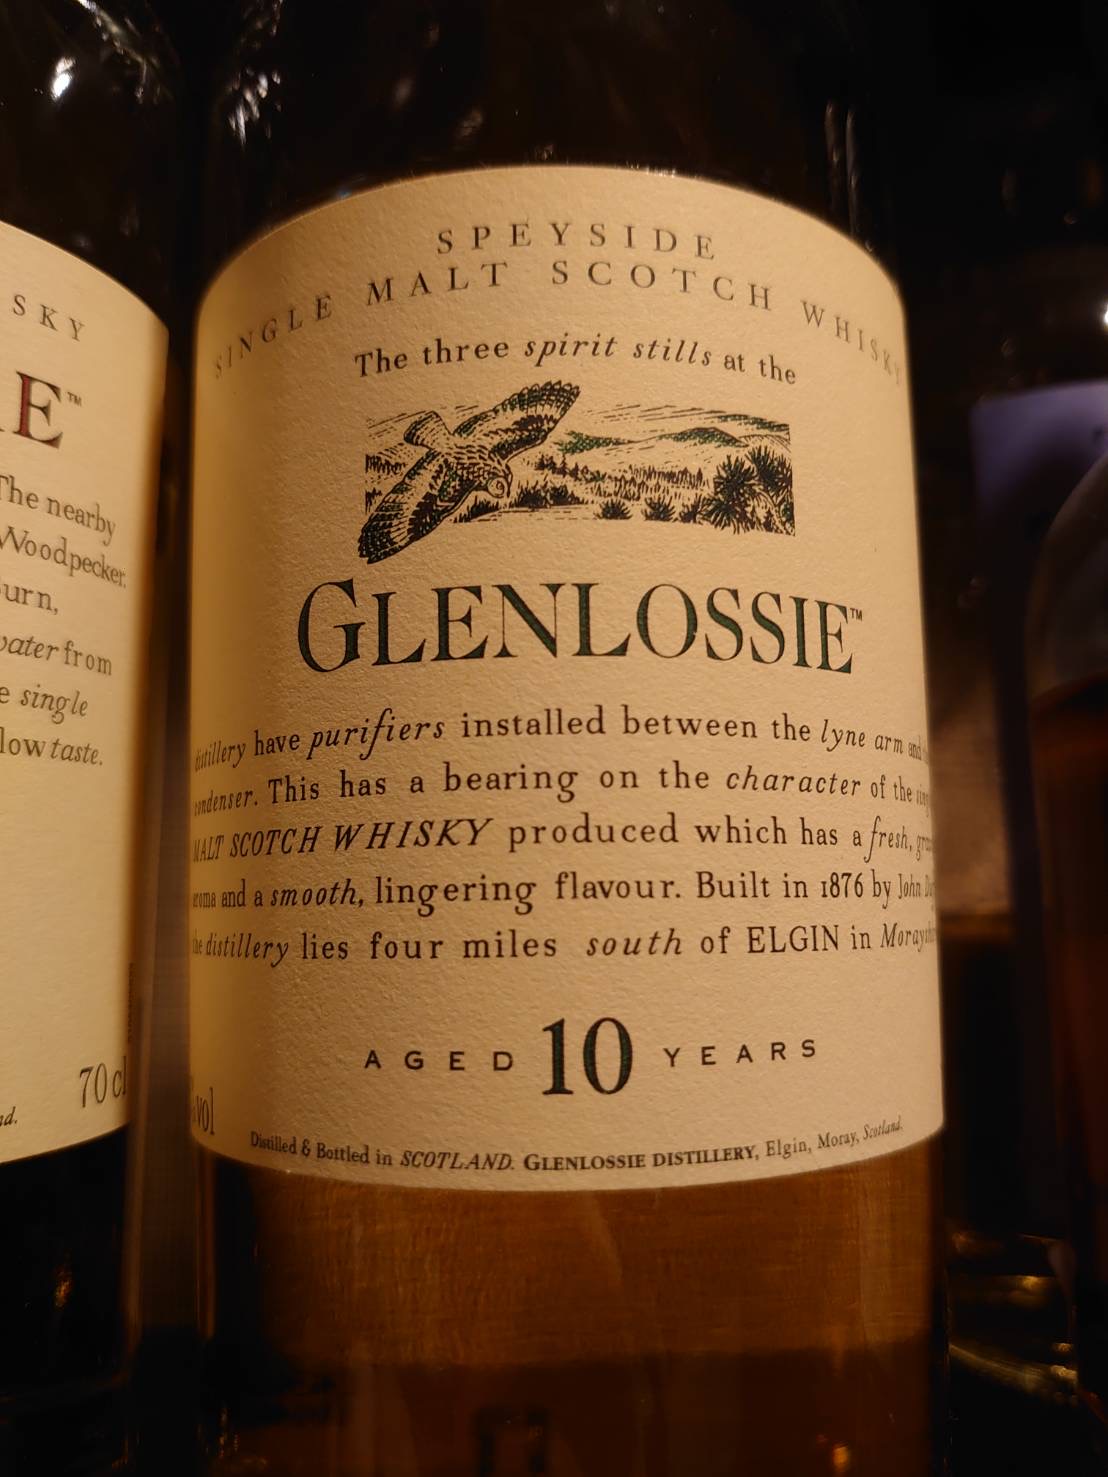 SKY
E™
The nearby
Woodpecker.
water from
single
low taste.
70 cl
SPEYSIDE
SINGLE MALT SCOTCH WHISKY
The three spirit stills at the
GLENLOSSIE™
distillery have purifiers installed between the lyne arm and
condenser. This has a bearing on the character of the
MALT SCOTCH WHISKY produced which has a fresh,
aroma and a smooth, lingering flavour. Built in 1876 by John
the distillery lies four miles south of ELGIN in
AGED 10 YEARS
vol
Distilled & Bottled in SCOTLAND. GLENLOSSIE DISTILLERY, Elgin, Moray, Scotland.